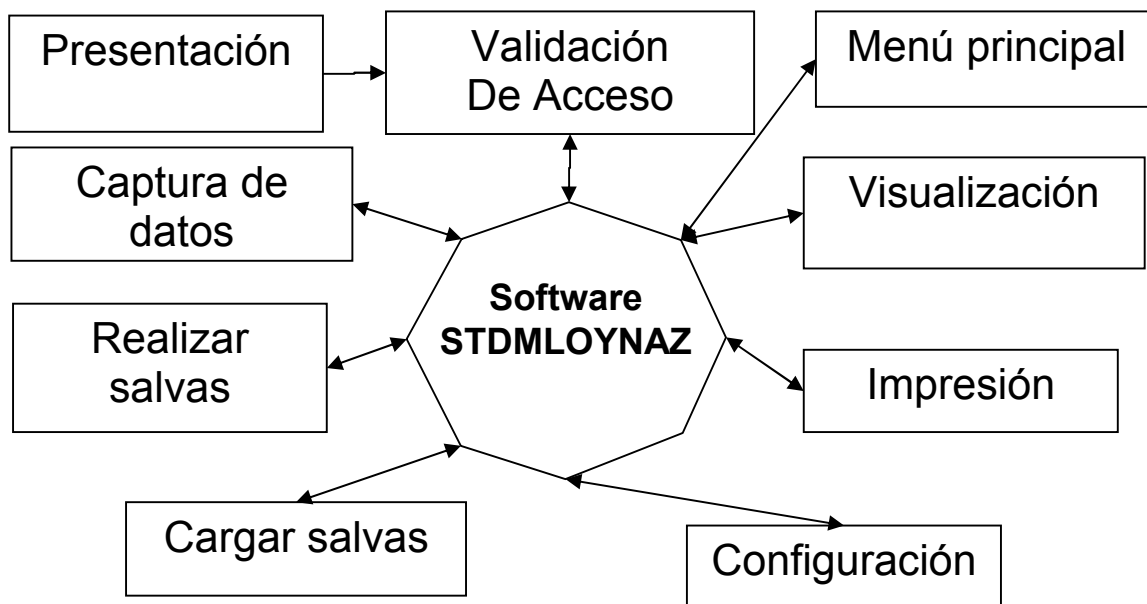 Presentación
Validación
De Acceso
Menú principal
Captura de
datos
Visualización
Software
STDMLOYNAZ
Realizar
salvas
Impresión
Cargar salvas
Configuración